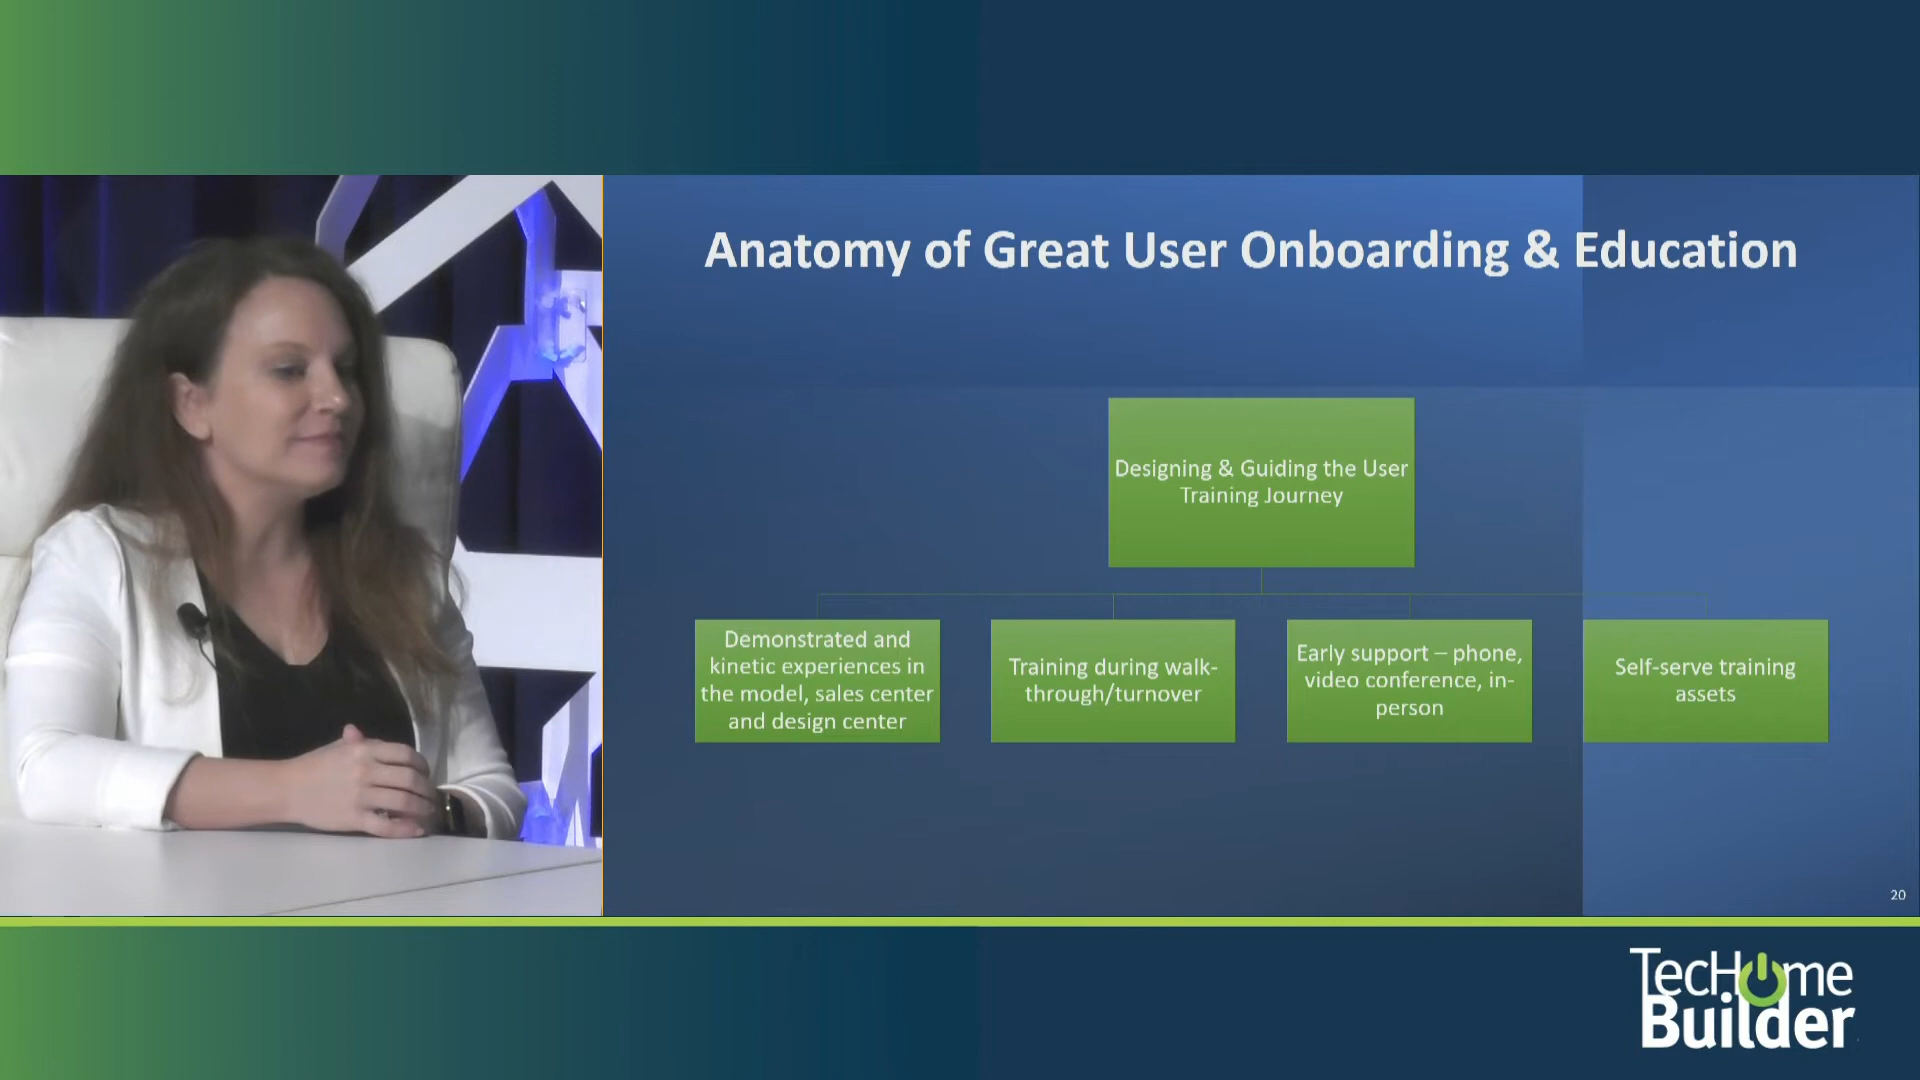 Anatomy of Great User Onboarding & Education
Designing & Guiding the User
Training Journey
Demonstrated and
kinetic experiences in
the model, sales center
and design center
Training during walk-
through/turnover
Early support – phone,
video conference, in-
person
Self-serve training
assets
20
TecHome
Builder